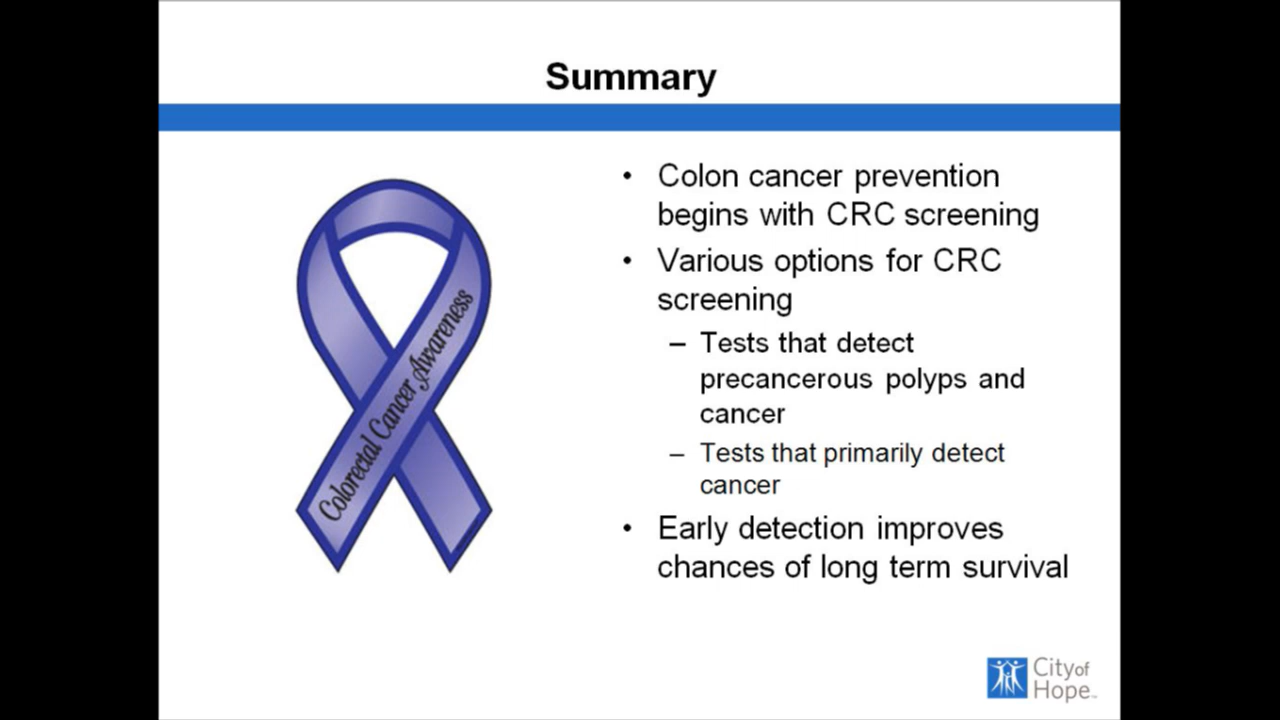 Summary
Colorectal Cancer Awareness
• Colon cancer prevention
begins with CRC screening
• Various options for CRC
screening
– Tests that detect
precancerous polyps and
cancer
– Tests that primarily detect
cancer
• Early detection improves
chances of long term survival
City of
Hope™